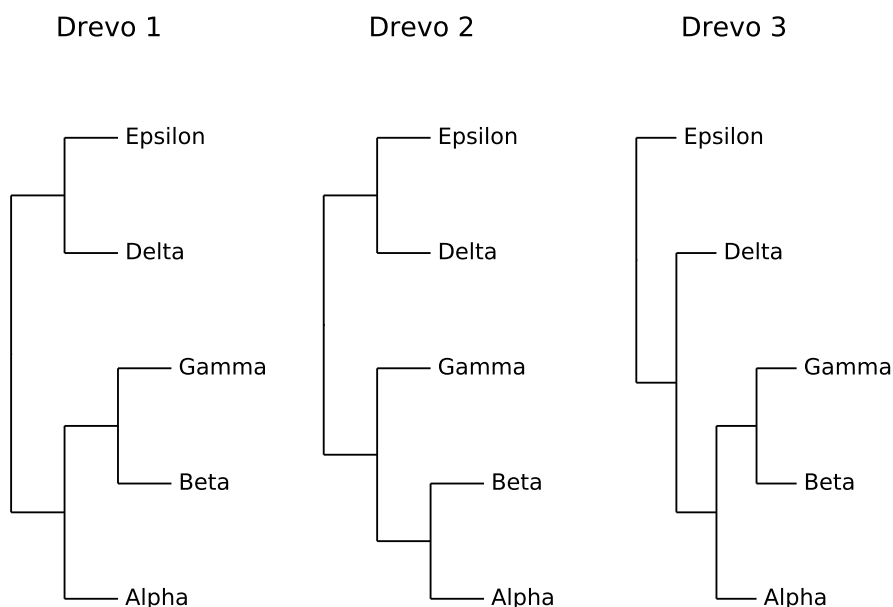 Drevo 1
Epsilon
Delta
Gamma
Beta
Alpha
Drevo 2
Epsilon
Delta
Gamma
Beta
Alpha
Drevo 3
Epsilon
Delta
Gamma
Beta
Alpha